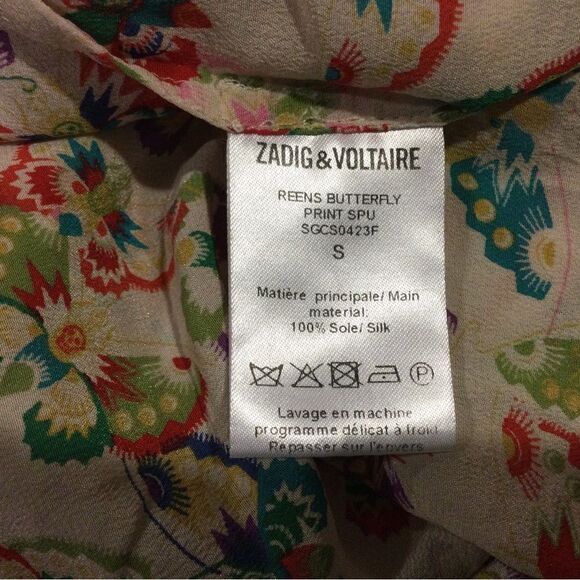 ZADIG & VOLTAIRE
REENS BUTTERFLY
PRINT SPU
SGCS0423F
S
Matière principale/ Main
material:
100% Soie/ Silk
P
Lavage en machine
programme délicat à froid
Repasser sur l'envers